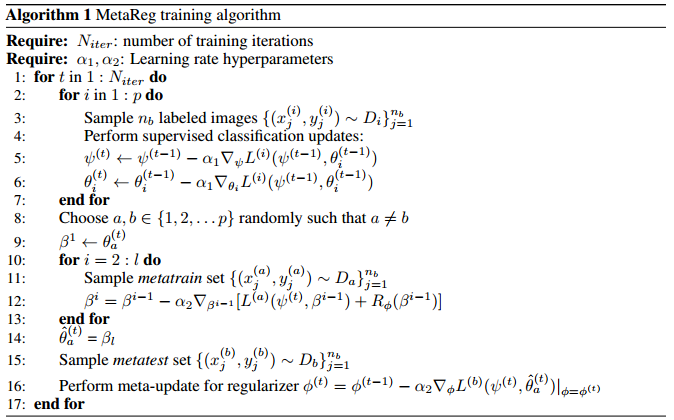 Algorithm 1 MetaReg training algorithm
Require: $N_{iter}$: number of training iterations
Require: $\alpha_1, \alpha_2$: Learning rate hyperparameters
1: for $t$ in $1 : N_{iter}$ do
2: for $i$ in $1 : p$ do
3: Sample $n_b$ labeled images $\{(x_j^{(i)}, y_j^{(i)}) \sim D_i\}_{j=1}^{n_b}$
4: Perform supervised classification updates:
5: $\psi^{(t)} \leftarrow \psi^{(t-1)} - \alpha_1 \nabla_\psi L^{(i)}(\psi^{(t-1)}, \theta_i^{(t-1)})$
6: $\theta_i^{(t)} \leftarrow \theta_i^{(t-1)} - \alpha_1 \nabla_{\theta_i} L^{(i)}(\psi^{(t-1)}, \theta_i^{(t-1)})$
7: end for
8: Choose $a, b \in \{1, 2, \ldots p\}$ randomly such that $a \neq b$
9: $\beta^1 \leftarrow \theta_a^{(t)}$
10: for $i = 2 : l$ do
11: Sample metatrain set $\{(x_j^{(a)}, y_j^{(a)}) \sim D_a\}_{j=1}^{n_b}$
12: $\beta^i = \beta^{i-1} - \alpha_2 \nabla_{\beta^{i-1}}[L^{(a)}(\psi^{(t)}, \beta^{i-1}) + R_\phi(\beta^{i-1})]$
13: end for
14: $\hat{\theta}_a^{(t)} = \beta_l$
15: Sample metatest set $\{(x_j^{(b)}, y_j^{(b)}) \sim D_b\}_{j=1}^{n_b}$
16: Perform meta-update for regularizer $\phi^{(t)} = \phi^{(t-1)} - \alpha_2 \nabla_\phi L^{(b)}(\psi^{(t)}, \hat{\theta}_a^{(t)})|_{\phi=\phi^{(t)}}$
17: end for